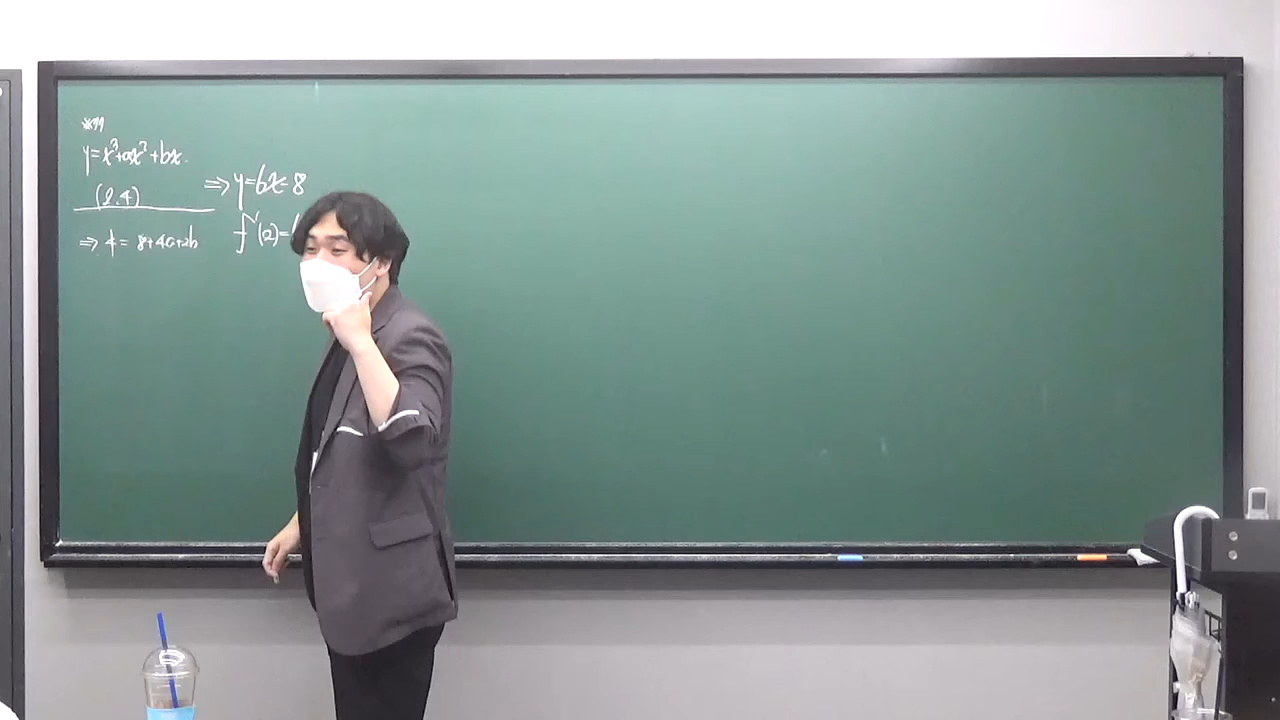 ※99
y=x³+ax²+bx.
(2.4)
⇒ 4 = 8+4a+2b
⇒ y=6x-8
f'(2)=